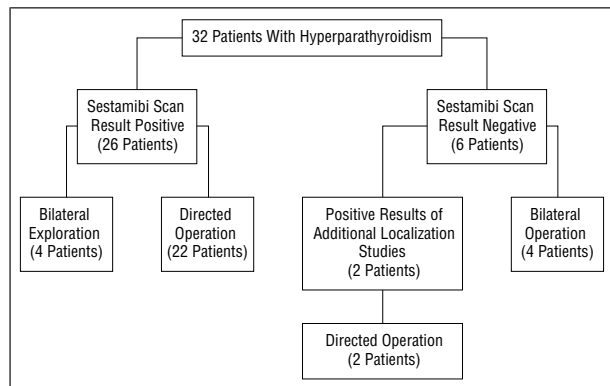 32 Patients With Hyperparathyroidism
Sestamibi Scan
Result Positive
(26 Patients)
Sestamibi Scan
Result Negative
(6 Patients)
Bilateral
Exploration
(4 Patients)
Directed
Operation
(22 Patients)
Positive Results of
Additional Localization
Studies
(2 Patients)
Bilateral
Operation
(4 Patients)
Directed Operation
(2 Patients)